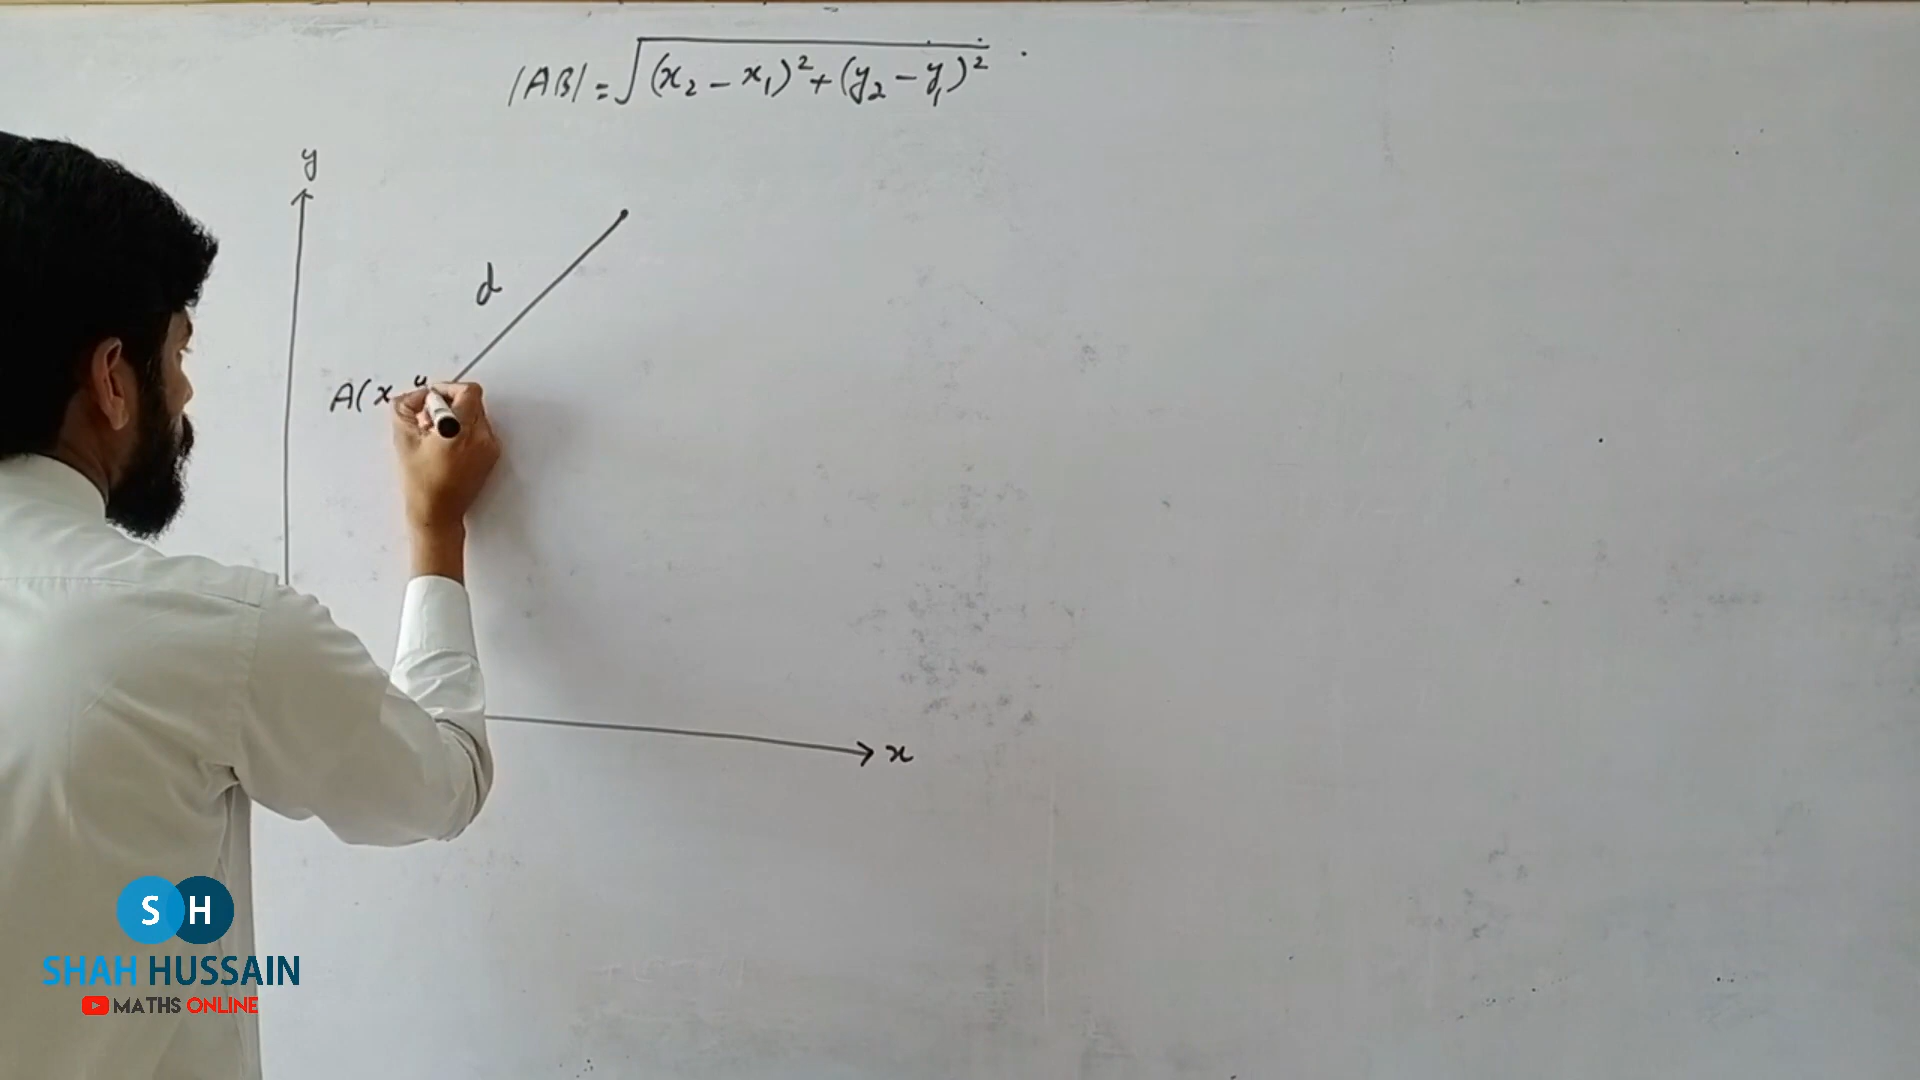 |AB| = √(x₂ - x₁)² + (y₂ - y₁)²
y
d
A(x, y
x
SH
SHAH HUSSAIN
MATHS ONLINE